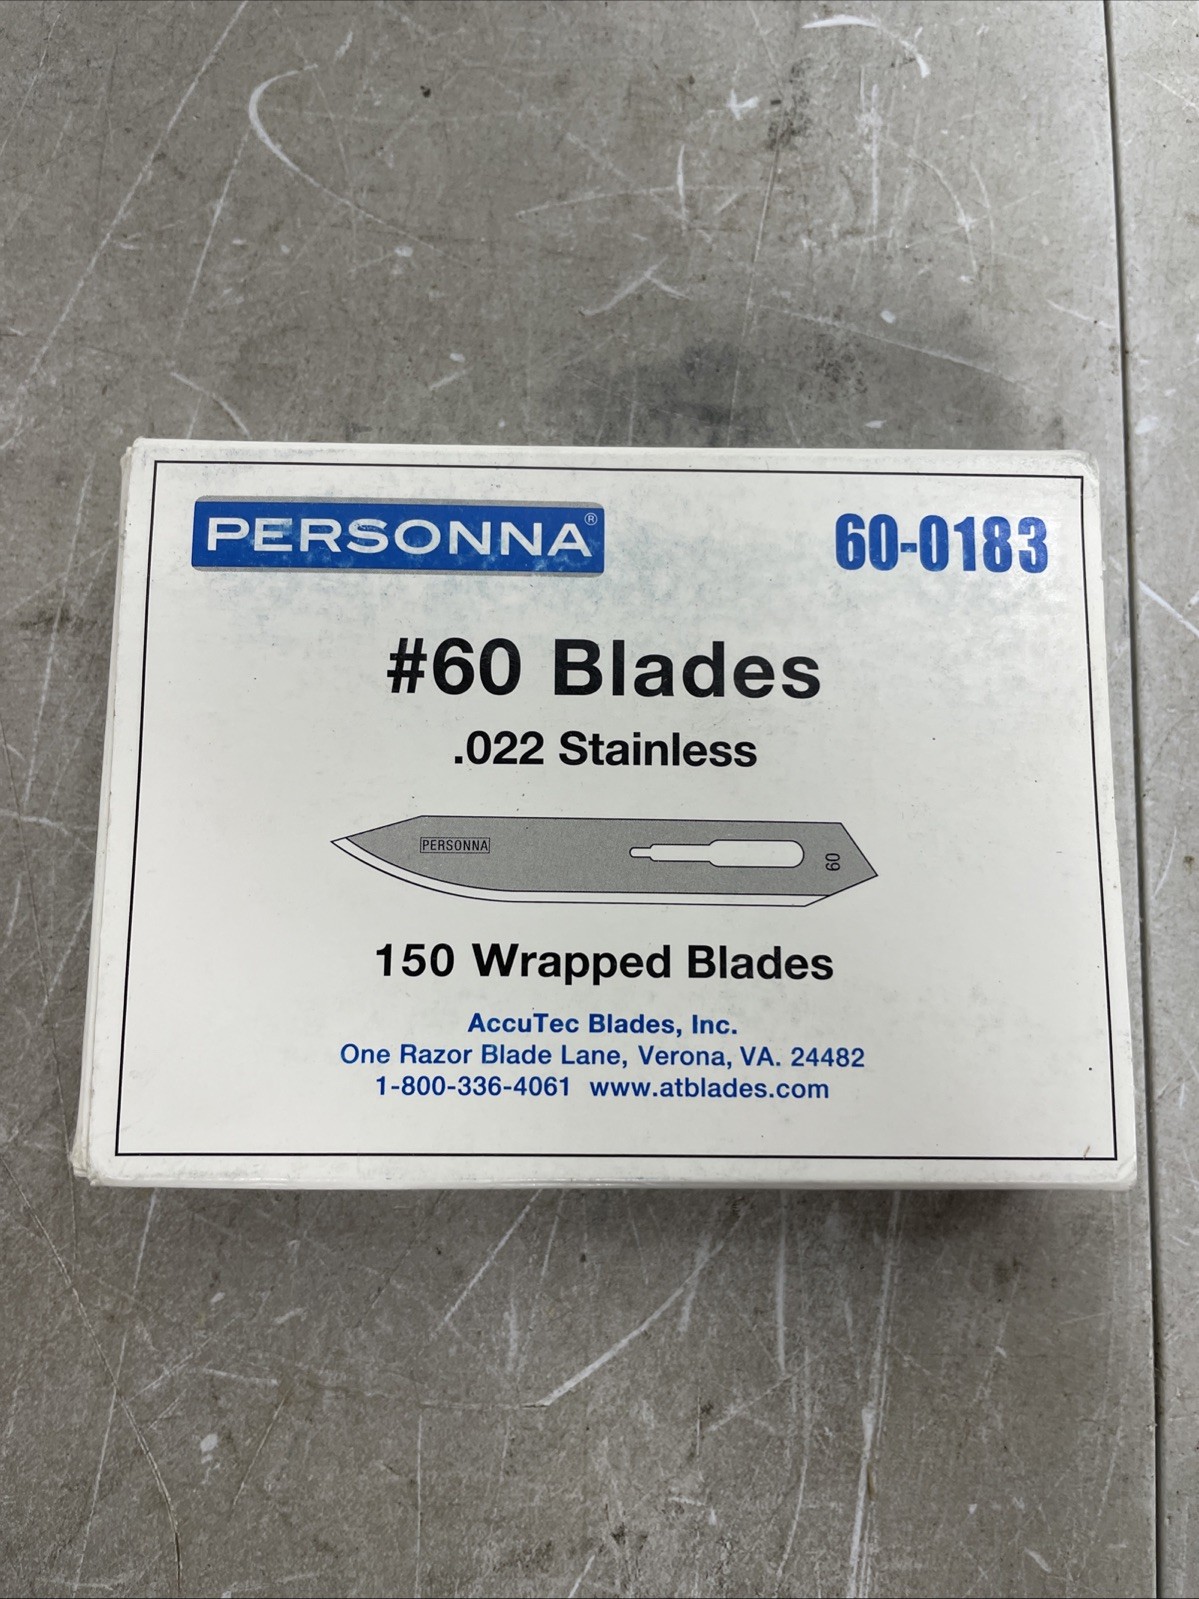 PERSONNA®
60-0183
#60 Blades
.022 Stainless
PERSONNA
60
150 Wrapped Blades
AccuTec Blades, Inc.
One Razor Blade Lane, Verona, VA. 24482
1-800-336-4061 www.atblades.com